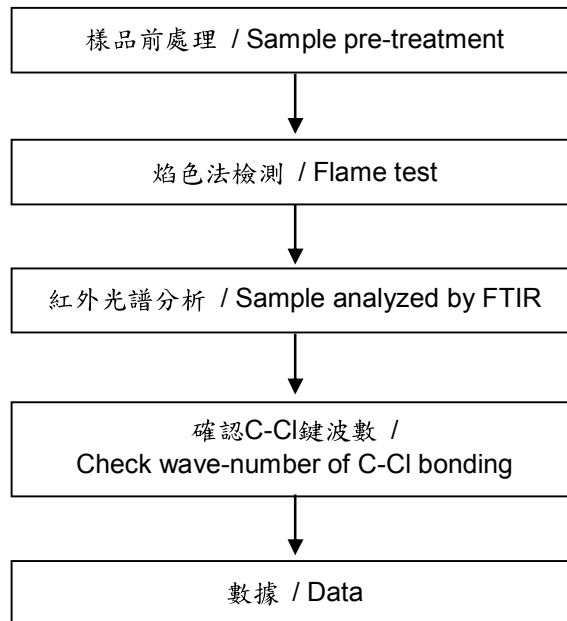 樣品前處理 / Sample pre-treatment
焰色法檢測 / Flame test
紅外光譜分析 / Sample analyzed by FTIR
確認C-Cl鍵波數 /
Check wave-number of C-Cl bonding
數據 / Data